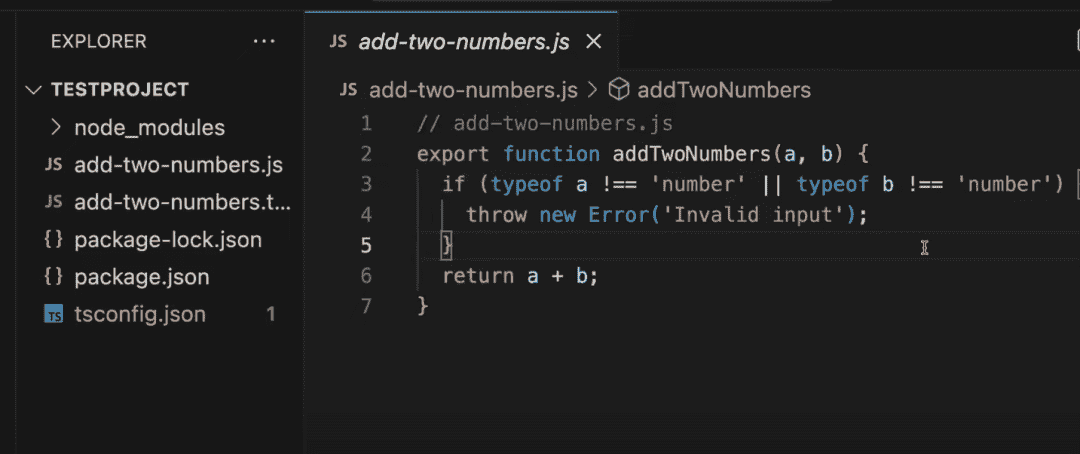 EXPLORER ...
TESTPROJECT
node_modules
JS add-two-numbers.js
JS add-two-numbers.t...
{} package-lock.json
{} package.json
TS tsconfig.json 1
JS add-two-numbers.js
JS add-two-numbers.js > addTwoNumbers
1 // add-two-numbers.js
2 export function addTwoNumbers(a, b) {
3 if (typeof a !== 'number' || typeof b !== 'number')
4 throw new Error('Invalid input');
5 }
6 return a + b;
7 }